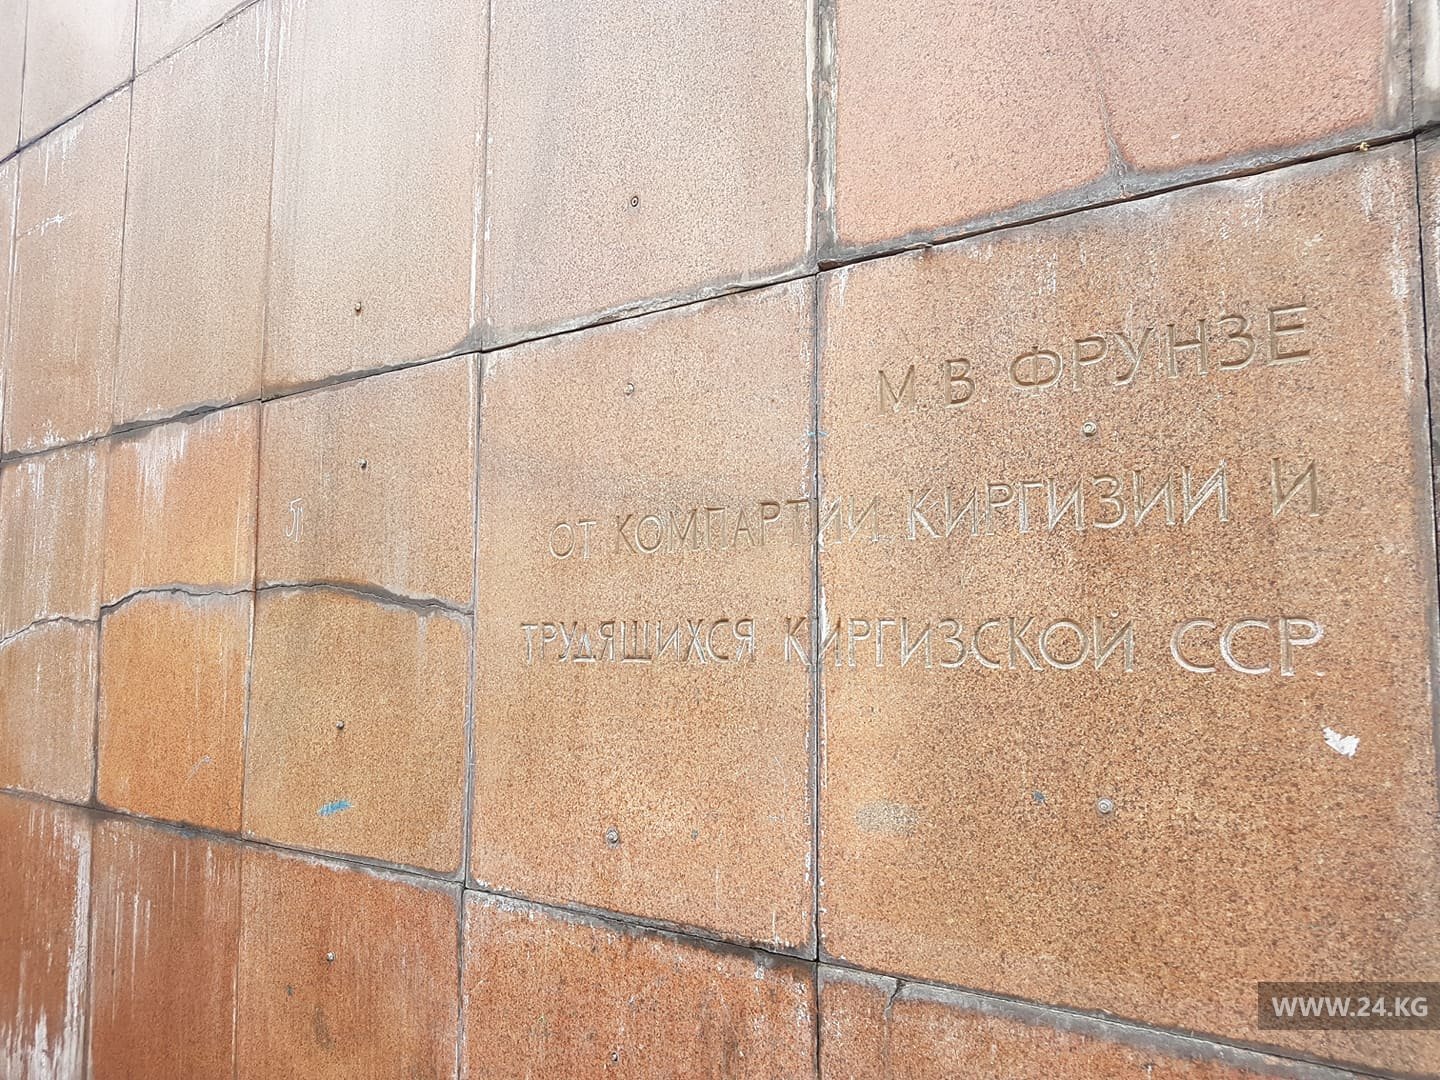 М.В. ФРУНЗЕ
ОТ КОМПАРТИИ КИРГИЗИИ И
ТРУДЯЩИХСЯ КИРГИЗСКОЙ ССР.
WWW.24.KG